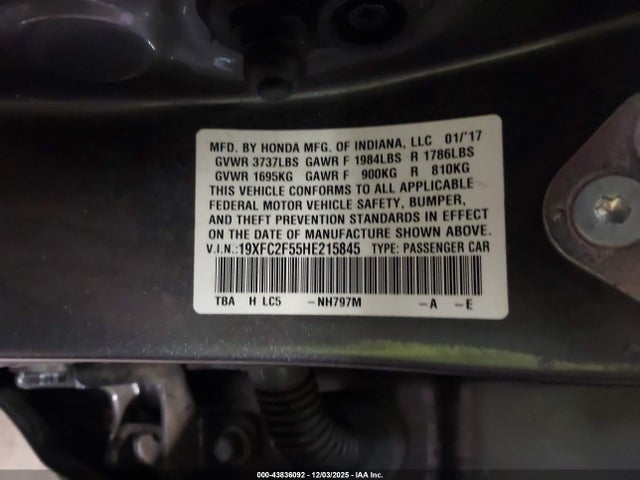 MFD. BY HONDA MFG. OF INDIANA, LLC 01/'17
GVWR 3737LBS GAWR F 1984LBS R 1786LBS
GVWR 1695KG GAWR F 900KG R 810KG
THIS VEHICLE CONFORMS TO ALL APPLICABLE
FEDERAL MOTOR VEHICLE SAFETY, BUMPER,
AND THEFT PREVENTION STANDARDS IN EFFECT
ON THE DATE OF MANUFACTURE SHOWN ABOVE.
V.I.N.:19XFC2F55HE215845 TYPE: PASSENGER CAR
TBA H LC5 -NH797M -A -E
000-43836092 - 12/03/2025 - IAA Inc.